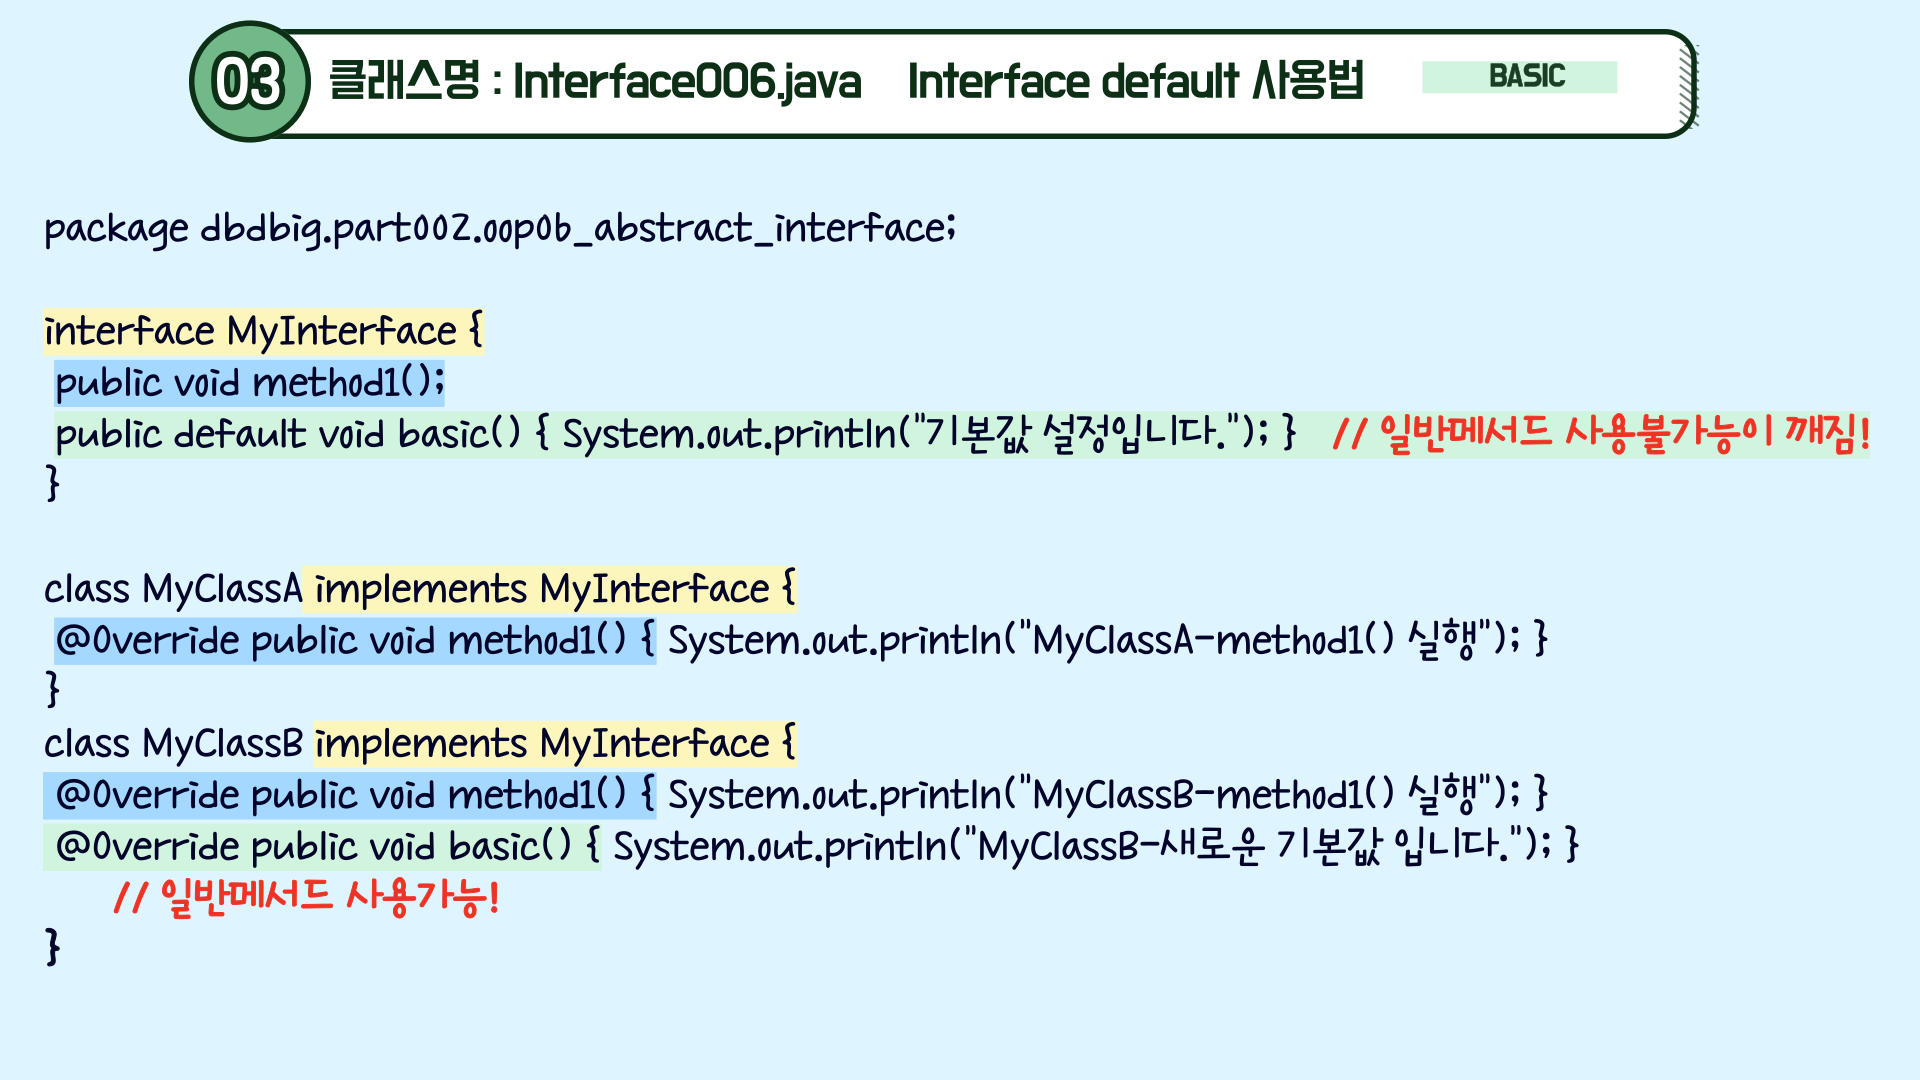 03 클래스명 : Interface006.java Interface default 사용법 BASIC
package dbdbig.part002.oop06_abstract_interface;
interface MyInterface {
public void method1();
public default void basic() { System.out.println("기본값 설정입니다."); } // 일반메서드 사용불가능이 깨짐!
}
class MyClassA implements MyInterface {
@Override public void method1() { System.out.println("MyClassA-method1() 실행"); }
}
class MyClassB implements MyInterface {
@Override public void method1() { System.out.println("MyClassB-method1() 실행"); }
@Override public void basic() { System.out.println("MyClassB-새로운 기본값 입니다."); }
// 일반메서드 사용가능!
}